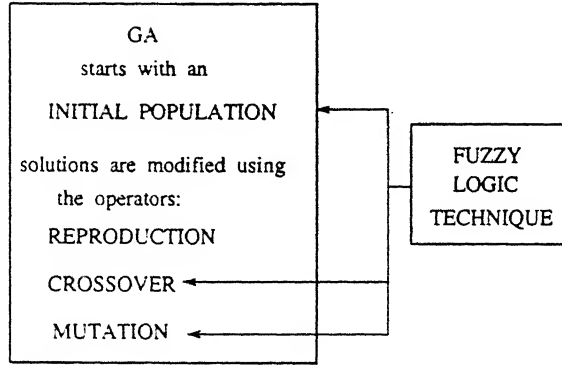 GA
starts with an
INITIAL POPULATION
solutions are modified using
the operators:
REPRODUCTION
CROSSOVER
MUTATION
FUZZY
LOGIC
TECHNIQUE